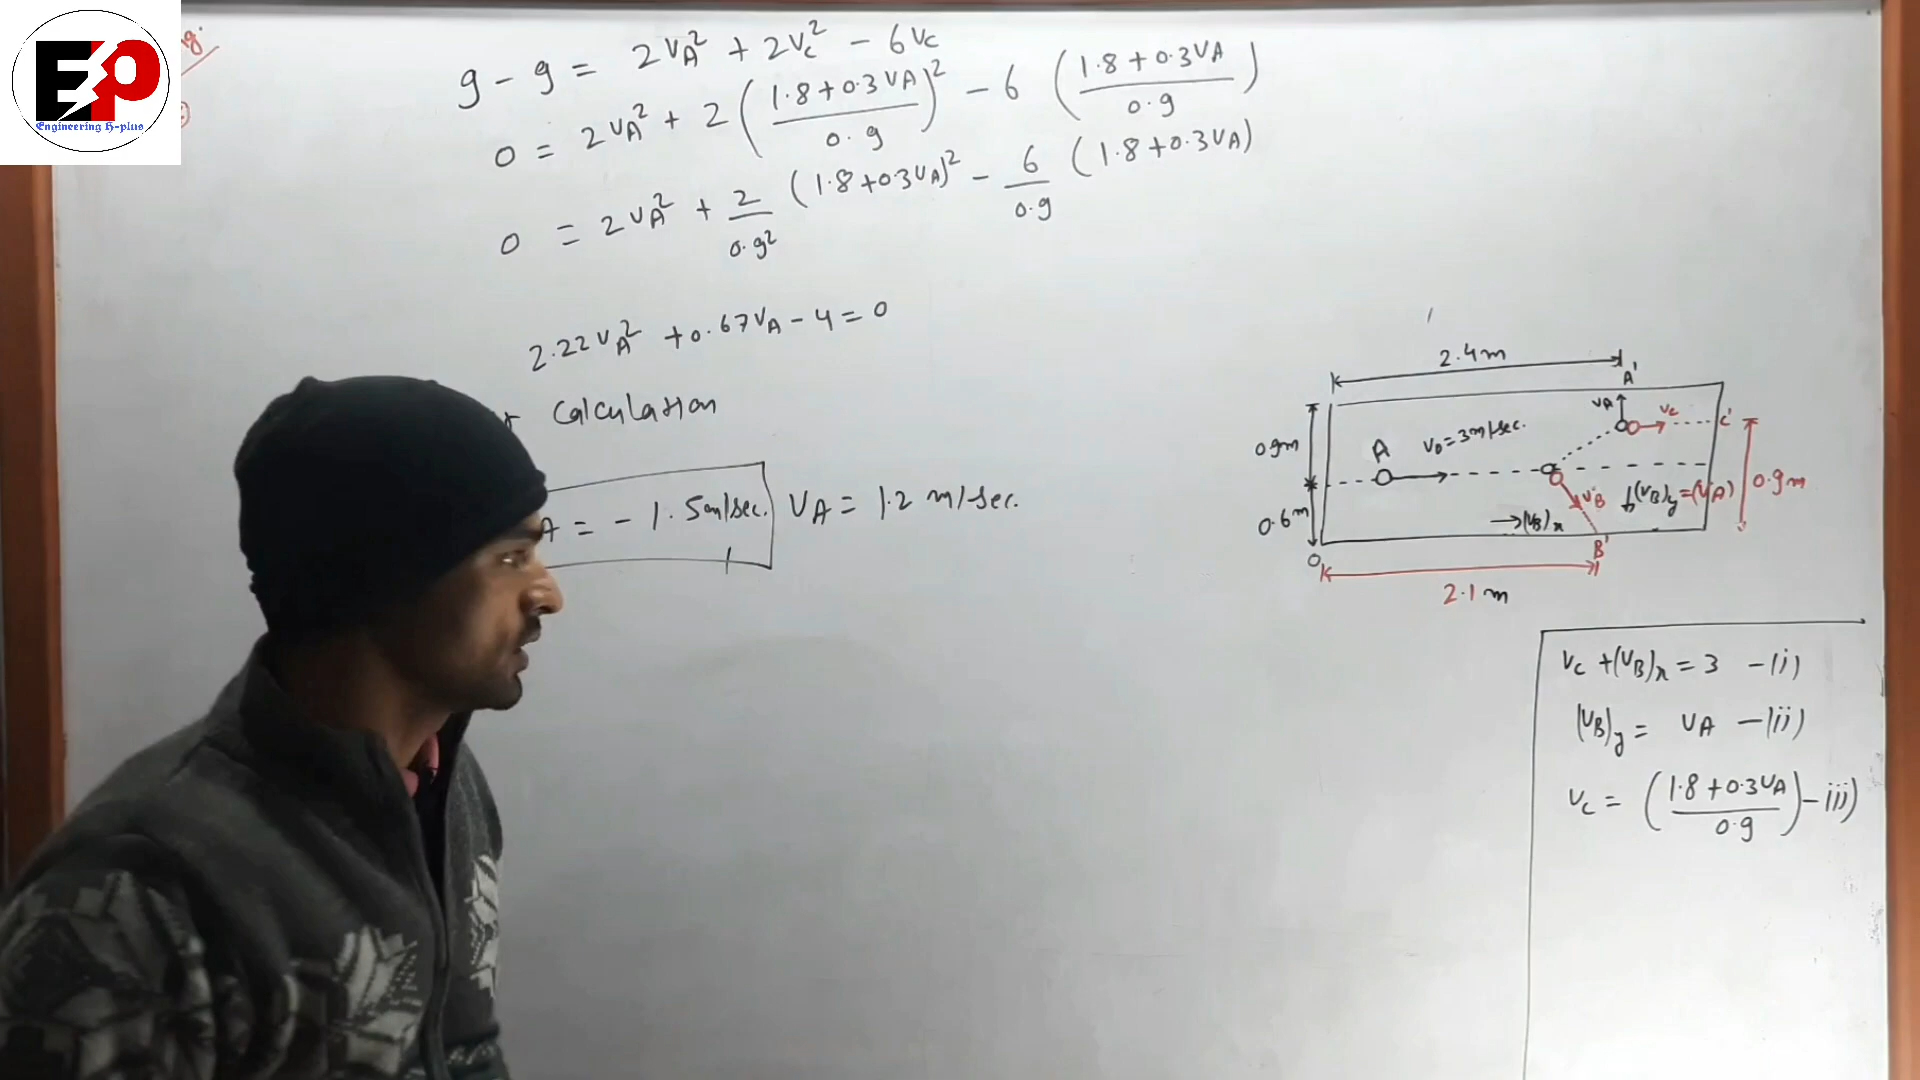 EP
Engineering H-plus
9 - 9 = 2VA² + 2Vc² - 6Vc
0 = 2VA² + 2 ( 1.8 + 0.3VA / 0.9 )² - 6 ( 1.8 + 0.3VA / 0.9 )
0 = 2VA² + 2 / 0.9² (1.8 + 0.3VA)² - 6 / 0.9 (1.8 + 0.3VA)
2.22VA² + 0.67VA - 4 = 0
Calculation
A = - 1.5m/sec. VA = 1.2 m/sec.
2.4m
A'
VA
Vc
C'
0.9m
A
V0 = 3m/sec.
0.9m
VB'
(VB)y = (VA)
0.6m
→(VB)x
B'
O
2.1 m
Vc + (VB)x = 3 - (i)
(VB)y = VA - (ii)
Vc = ( 1.8 + 0.3VA / 0.9 ) - iii)